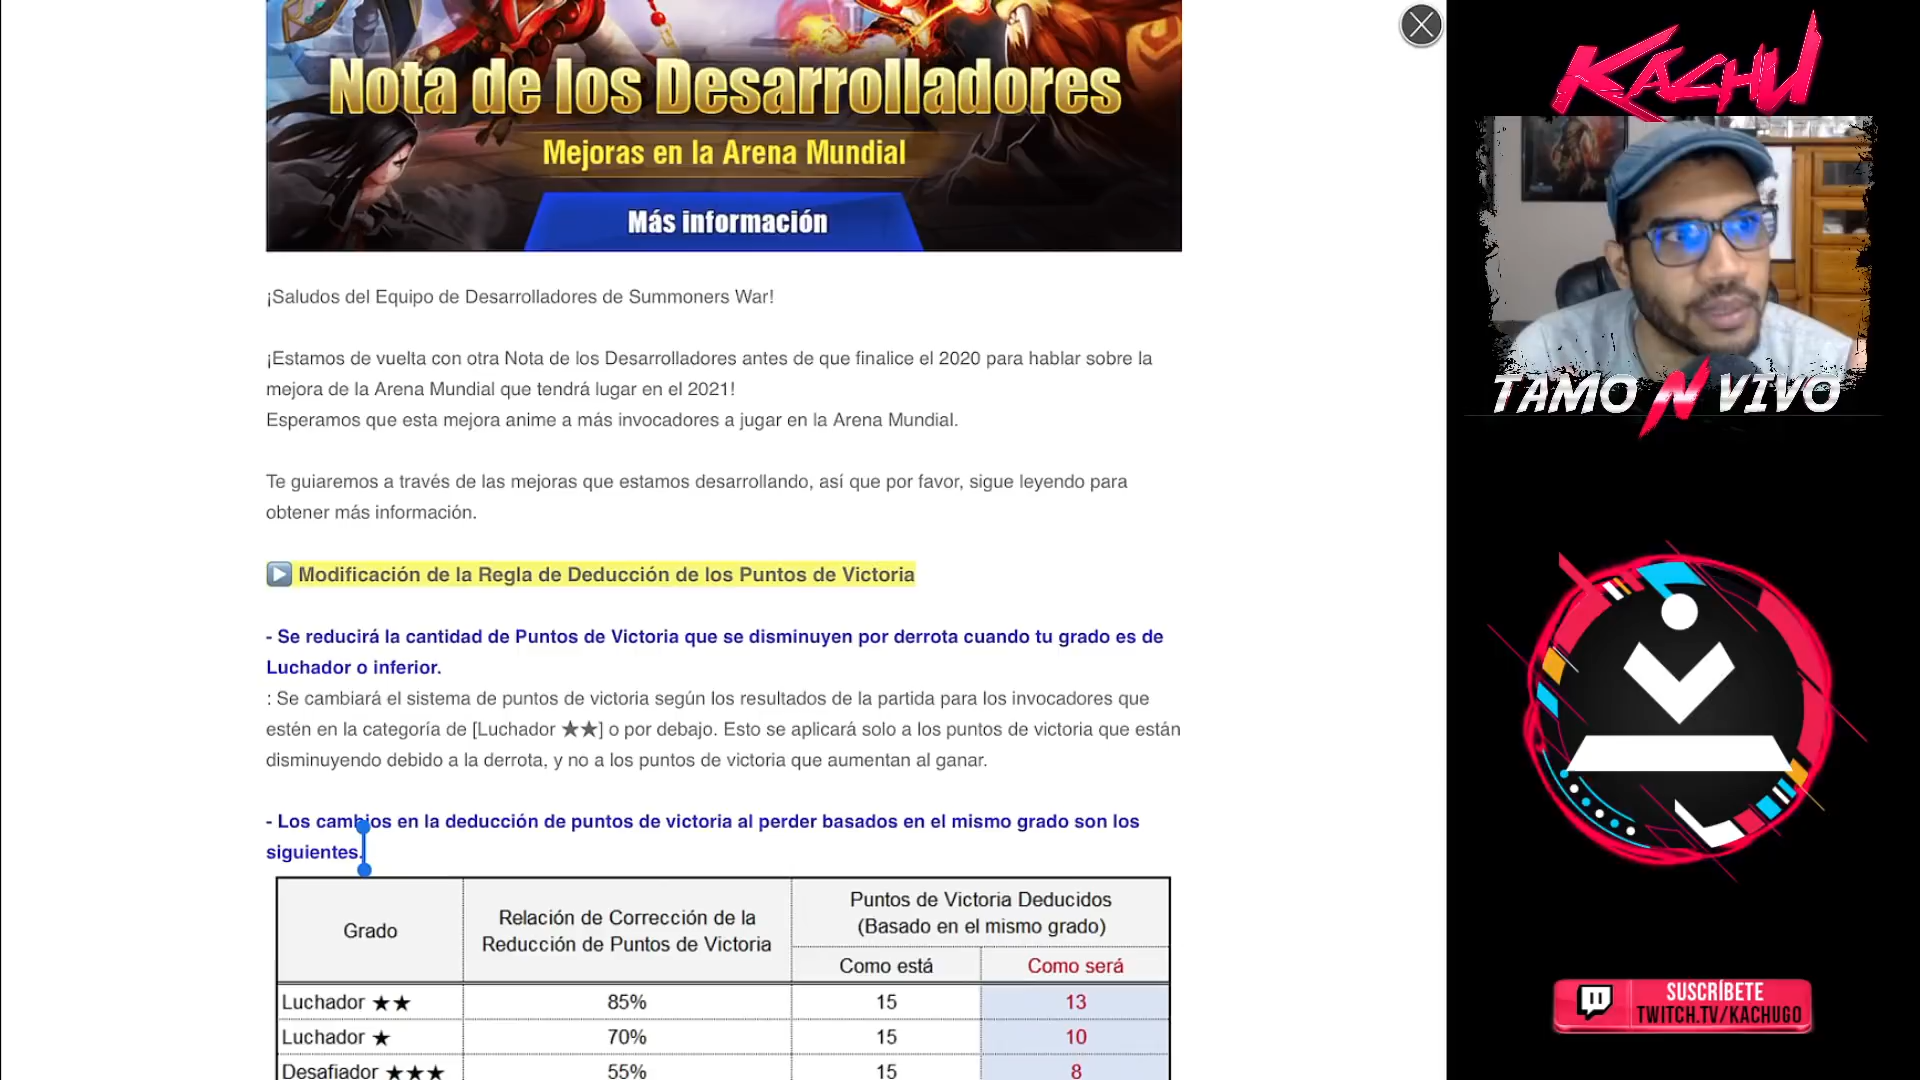 Nota de los Desarrolladores
Mejoras en la Arena Mundial
Más información
¡Saludos del Equipo de Desarrolladores de Summoners War!
¡Estamos de vuelta con otra Nota de los Desarrolladores antes de que finalice el 2020 para hablar sobre la
mejora de la Arena Mundial que tendrá lugar en el 2021!
Esperamos que esta mejora anime a más invocadores a jugar en la Arena Mundial.
Te guiaremos a través de las mejoras que estamos desarrollando, así que por favor, sigue leyendo para
obtener más información.
▶ Modificación de la Regla de Deducción de los Puntos de Victoria
- Se reducirá la cantidad de Puntos de Victoria que se disminuyen por derrota cuando tu grado es de
Luchador o inferior.
: Se cambiará el sistema de puntos de victoria según los resultados de la partida para los invocadores que
estén en la categoría de [Luchador ★★] o por debajo. Esto se aplicará solo a los puntos de victoria que están
disminuyendo debido a la derrota, y no a los puntos de victoria que aumentan al ganar.
- Los cambios en la deducción de puntos de victoria al perder basados en el mismo grado son los
siguientes.
Grado
Relación de Corrección de la
Reducción de Puntos de Victoria
Puntos de Victoria Deducidos
(Basado en el mismo grado)
Como está
Como será
Luchador ★★ 85% 15 13
Luchador ★ 70% 15 10
Desafiador ★★★ 55% 15 8
KACHU
TAMO N VIVO
SUSCRÍBETE
TWITCH.TV/KACHUGO